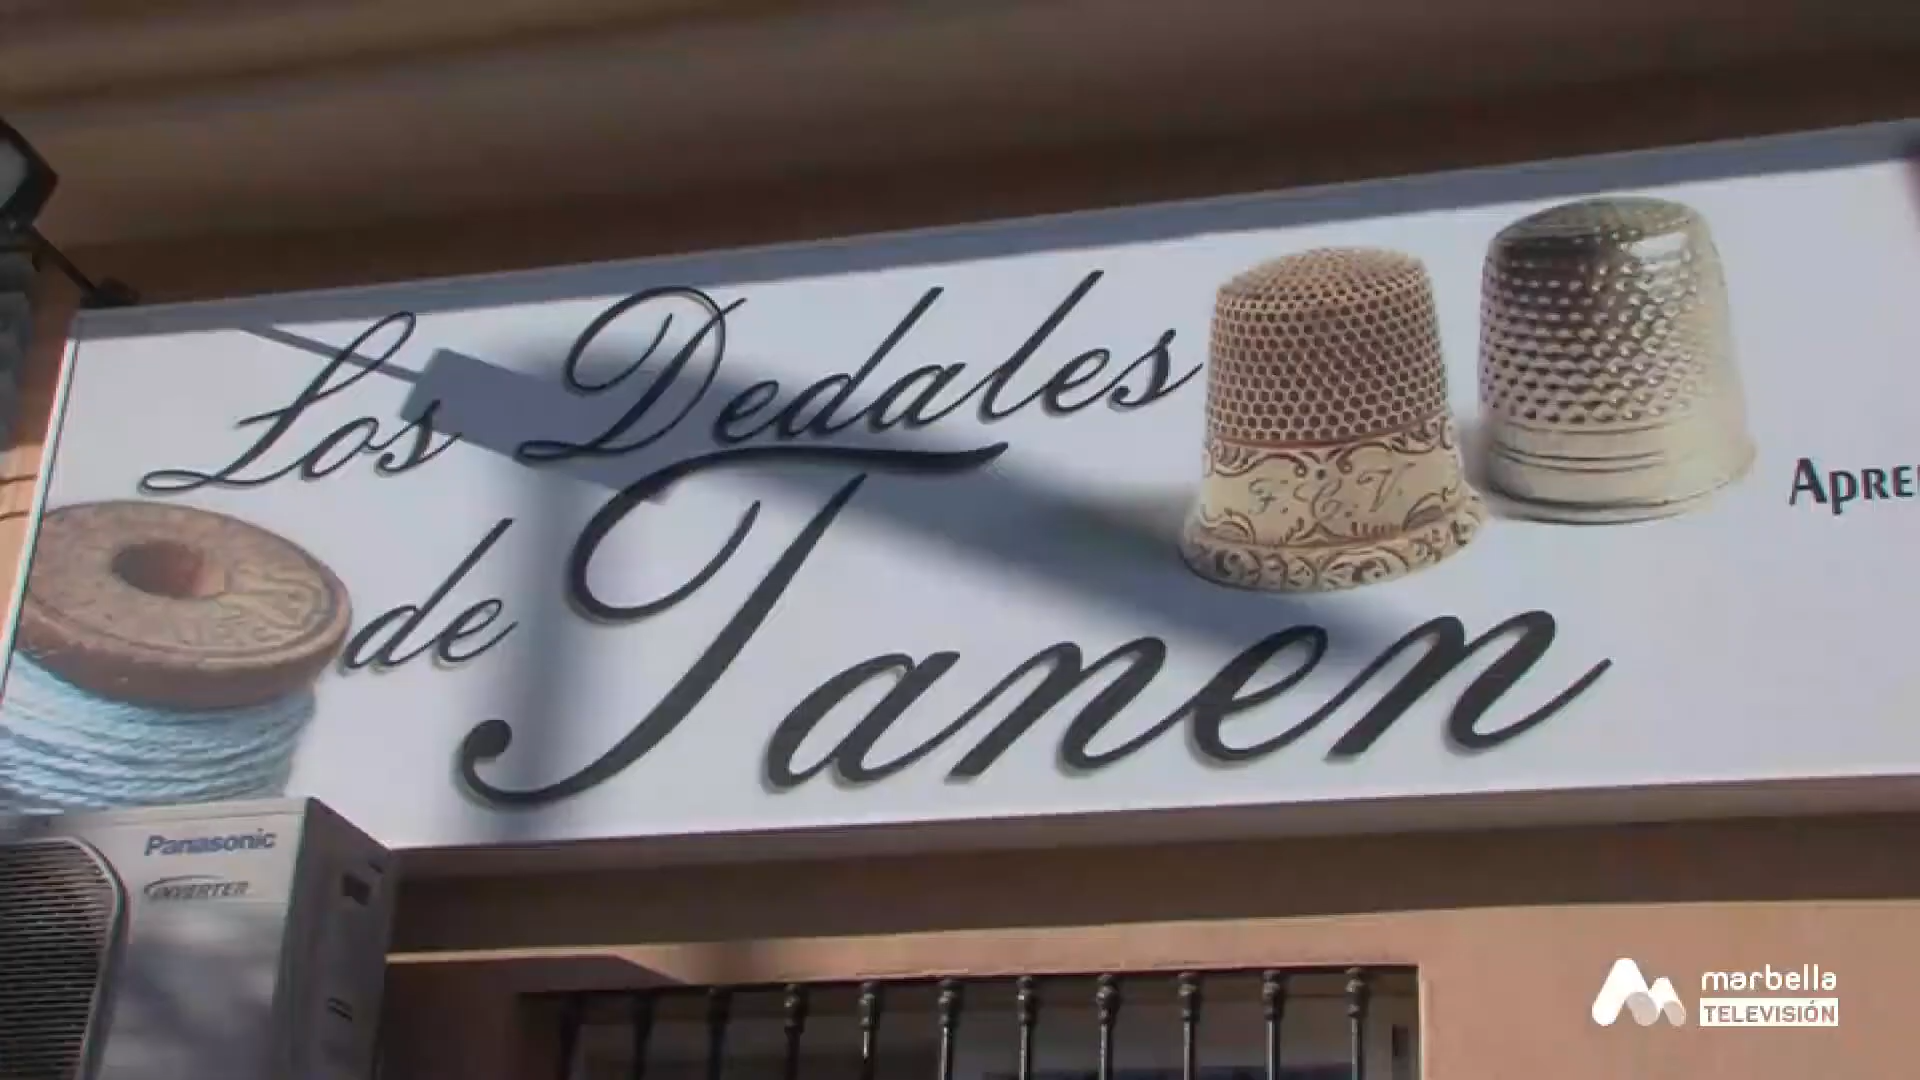 Los Dedales
de Tanen
F.C.V.
APRE
Panasonic
INVERTER
marbella
TELEVISIÓN